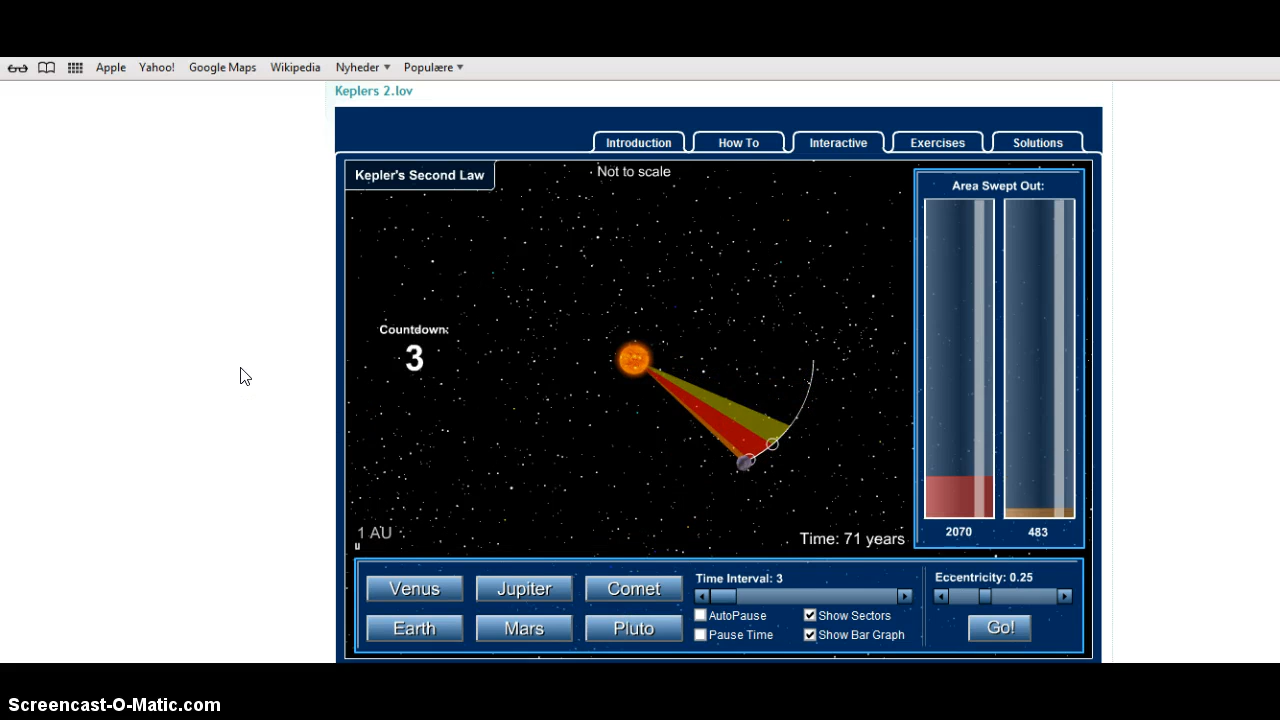 Apple Yahoo! Google Maps Wikipedia Nyheder Populære
Keplers 2.lov
Introduction How To Interactive Exercises Solutions
Kepler's Second Law
Not to scale
Area Swept Out:
Countdown:
3
1 AU
Time: 71 years
2070 483
Venus Jupiter Comet
Earth Mars Pluto
Time Interval: 3
AutoPause Show Sectors
Pause Time Show Bar Graph
Eccentricity: 0.25
Go!
Screencast-O-Matic.com